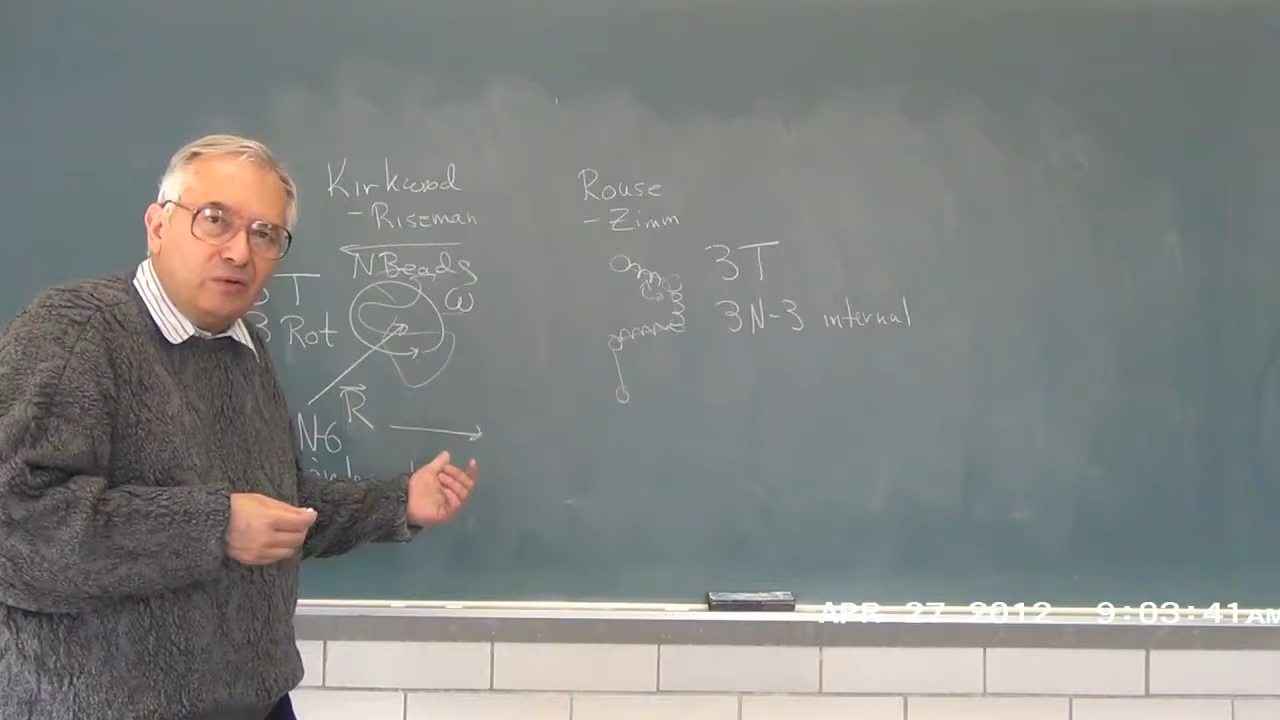 Kirkwood
- Riseman
N Beads
ω
3 T
3 Rot
R
N-6
Rouse
- Zimm
3T
3N-3 internal
APR 27 2012 9:03:41 AM